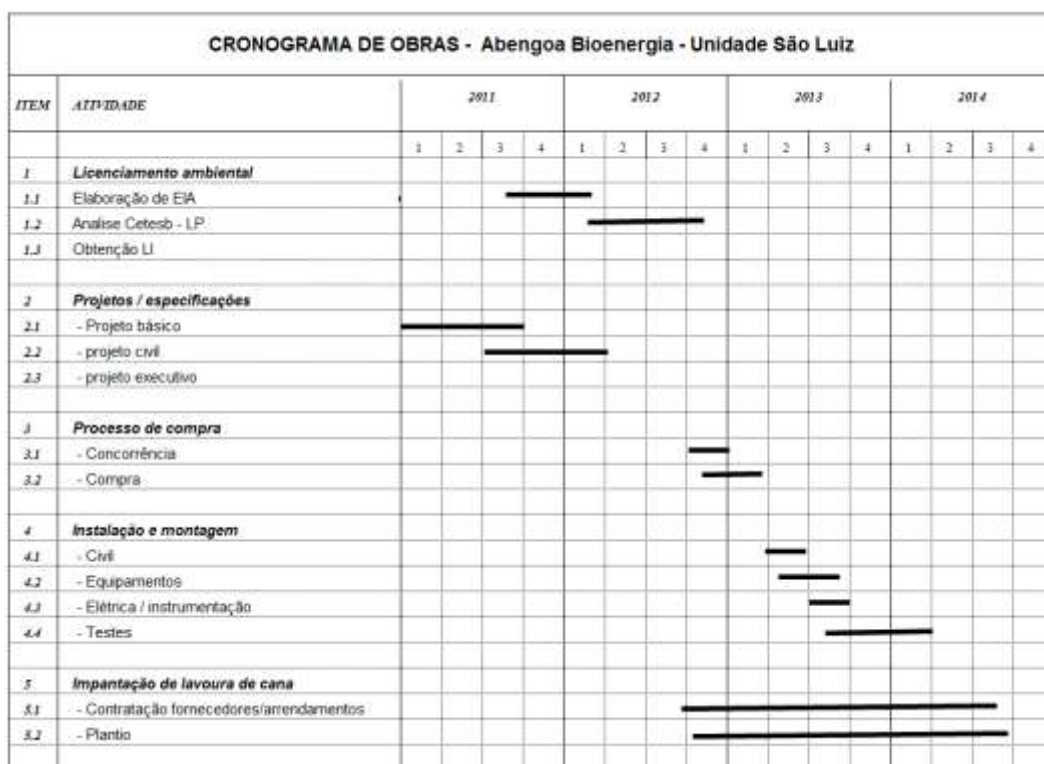 CRONOGRAMA DE OBRAS - Abengoa Bioenergia - Unidade São Luiz
ITEM ATIVIDADE 2011 2012 2013 2014
1 2 3 4 1 2 3 4 1 2 3 4 1 2 3 4
1 Licenciamento ambiental
1.1 Elaboração de EIA
1.2 Analise Cetesb - LP
1.3 Obtenção LI
2 Projetos / especificações
2.1 - Projeto básico
2.2 - projeto civil
2.3 - projeto executivo
3 Processo de compra
3.1 - Concorrência
3.2 - Compra
4 Instalação e montagem
4.1 - Civil
4.2 - Equipamentos
4.3 - Elétrica / instrumentação
4.4 - Testes
5 Impantação de lavoura de cana
5.1 - Contratação fornecedores/arrendamentos
5.2 - Plantio